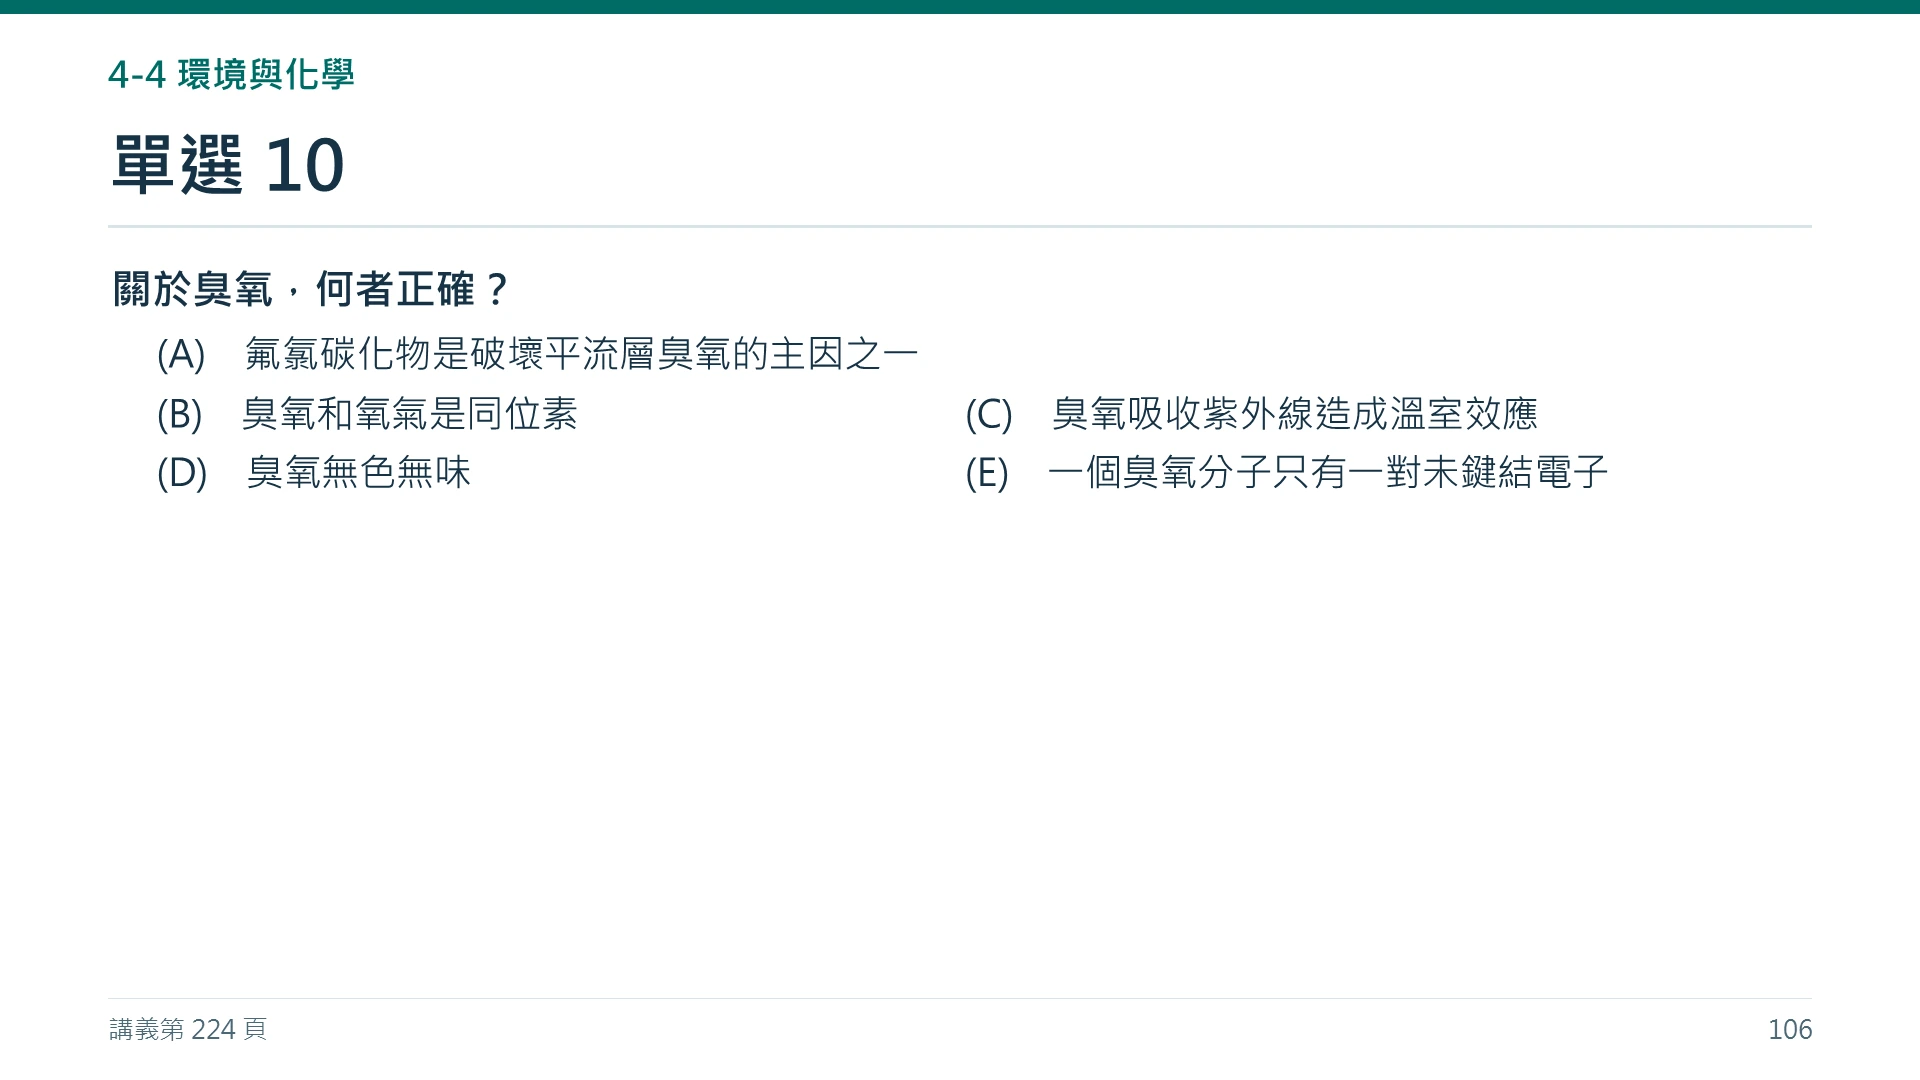 4-4 環境與化學
單選 10
關於臭氧，何者正確？
(A) 氟氯碳化物是破壞平流層臭氧的主因之一
(B) 臭氧和氧氣是同位素
(C) 臭氧吸收紫外線造成溫室效應
(D) 臭氧無色無味
(E) 一個臭氧分子只有一對未鍵結電子
講義第 224 頁
106